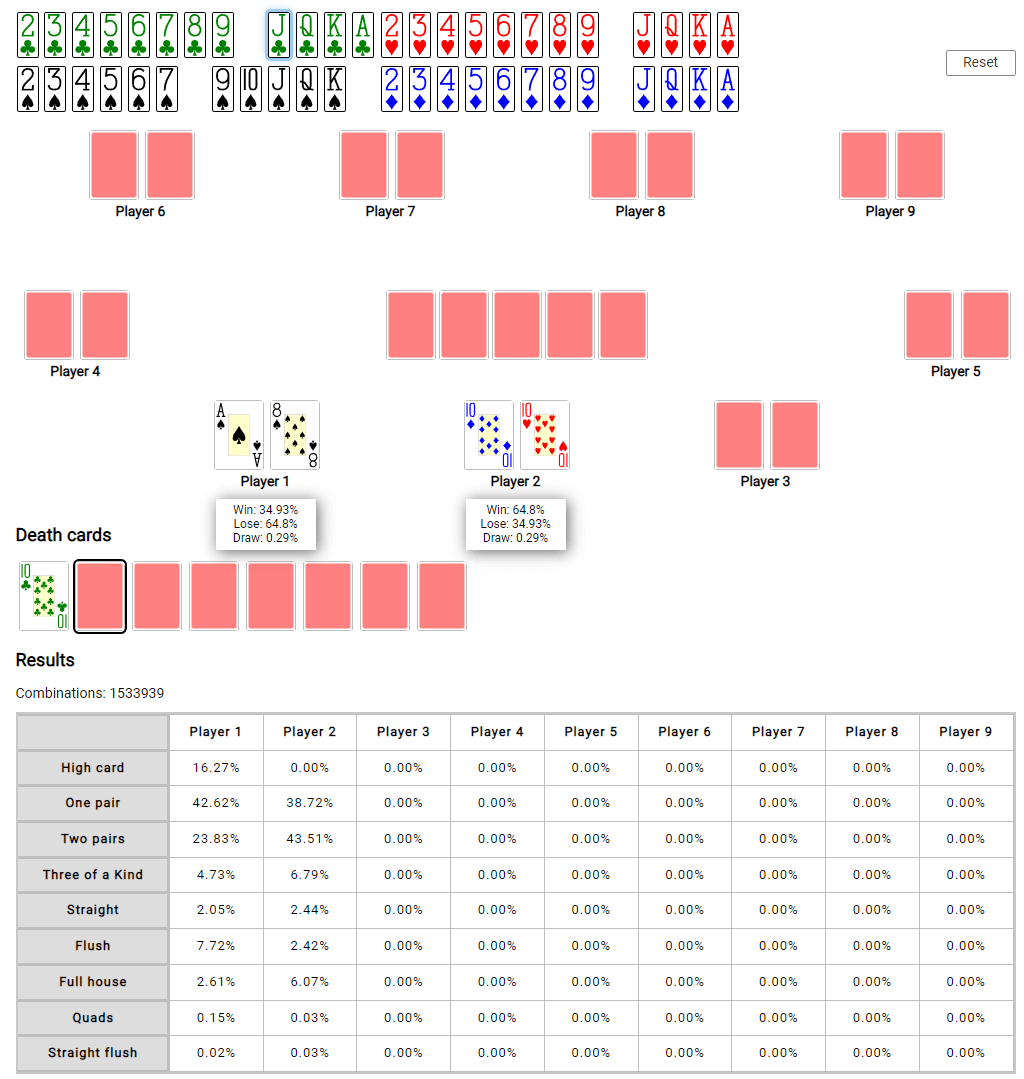 2♣ 3♣ 4♣ 5♣ 6♣ 7♣ 8♣ 9♣ J♣ Q♣ K♣ A♣ 2♥ 3♥ 4♥ 5♥ 6♥ 7♥ 8♥ 9♥ J♥ Q♥ K♥ A♥
Reset
2♠ 3♠ 4♠ 5♠ 6♠ 7♠ 9♠ 10♠ J♠ Q♠ K♠ 2♦ 3♦ 4♦ 5♦ 6♦ 7♦ 8♦ 9♦ J♦ Q♦ K♦ A♦
Player 6 Player 7 Player 8 Player 9
Player 4 Player 5
A♠ A♠ 8♠ 8♠ 10♦ 10♦ 10♥ 10♥
Player 1 Player 2 Player 3
Win: 34.93% Win: 64.8%
Lose: 64.8% Lose: 34.93%
Draw: 0.29% Draw: 0.29%
Death cards
10♣ 10♣
Results
Combinations: 1533939
Player 1 Player 2 Player 3 Player 4 Player 5 Player 6 Player 7 Player 8 Player 9
High card 16.27% 0.00% 0.00% 0.00% 0.00% 0.00% 0.00% 0.00% 0.00%
One pair 42.62% 38.72% 0.00% 0.00% 0.00% 0.00% 0.00% 0.00% 0.00%
Two pairs 23.83% 43.51% 0.00% 0.00% 0.00% 0.00% 0.00% 0.00% 0.00%
Three of a Kind 4.73% 6.79% 0.00% 0.00% 0.00% 0.00% 0.00% 0.00% 0.00%
Straight 2.05% 2.44% 0.00% 0.00% 0.00% 0.00% 0.00% 0.00% 0.00%
Flush 7.72% 2.42% 0.00% 0.00% 0.00% 0.00% 0.00% 0.00% 0.00%
Full house 2.61% 6.07% 0.00% 0.00% 0.00% 0.00% 0.00% 0.00% 0.00%
Quads 0.15% 0.03% 0.00% 0.00% 0.00% 0.00% 0.00% 0.00% 0.00%
Straight flush 0.02% 0.03% 0.00% 0.00% 0.00% 0.00% 0.00% 0.00% 0.00%